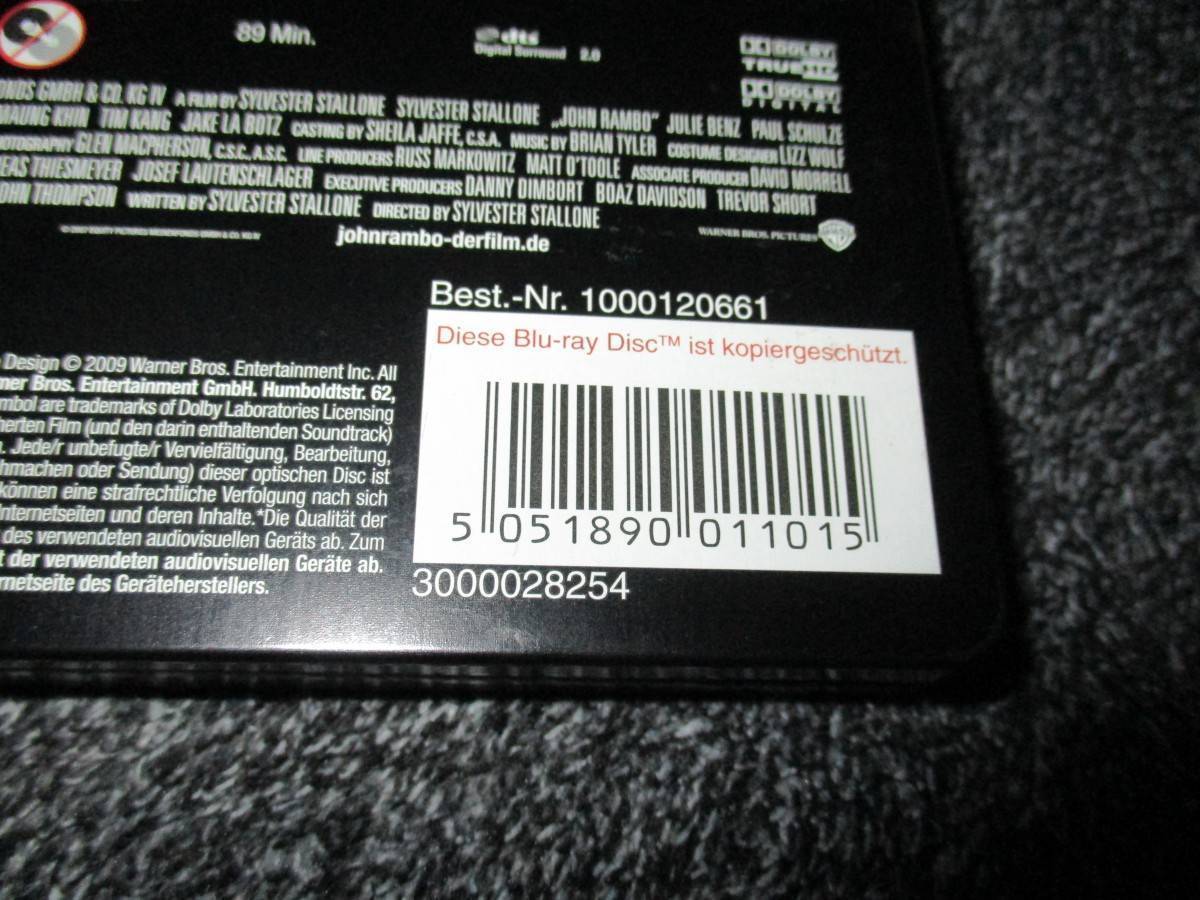 89 Min.
dts
Digital Surround 2.0
DOLBY
TRUEHD
DOLBY
DIGITAL
GMBH & CO. KG IV A FILM BY SYLVESTER STALLONE SYLVESTER STALLONE „JOHN RAMBO“ JULIE BENZ PAUL SCHULZE
MAUNG KHIN TIM KANG JAKE LA BOTZ CASTING BY SHEILA JAFFE, C.S.A. MUSIC BY BRIAN TYLER COSTUME DESIGNER LIZZ WOLF
OTOGRAPHY GLEN MACPHERSON, C.S.C., A.S.C. LINE PRODUCERS RUSS MARKOWITZ MATT O'TOOLE ASSOCIATE PRODUCER DAVID MORRELL
EAS THIESMEYER JOSEF LAUTENSCHLAGER EXECUTIVE PRODUCERS DANNY DIMBORT BOAZ DAVIDSON TREVOR SHORT
OHN THOMPSON WRITTEN BY SYLVESTER STALLONE DIRECTED BY SYLVESTER STALLONE
johnrambo-derfilm.de
WARNER BROS. PICTURES
Best.-Nr. 1000120661
Diese Blu-ray Disc™ ist kopiergeschützt.
5 051890 011015
3000028254
Design © 2009 Warner Bros. Entertainment Inc. All
ner Bros. Entertainment GmbH. Humboldtstr. 62,
mbol are trademarks of Dolby Laboratories Licensing
herten Film (und den darin enthaltenden Soundtrack)
. Jede/r unbefugte/r Vervielfältigung, Bearbeitung,
hmachen oder Sendung) dieser optischen Disc ist
können eine strafrechtliche Verfolgung nach sich
Internetseiten und deren Inhalte.*Die Qualität der
des verwendeten audiovisuellen Geräts ab. Zum
t der verwendeten audiovisuellen Geräte ab.
rnetseite des Geräteherstellers.